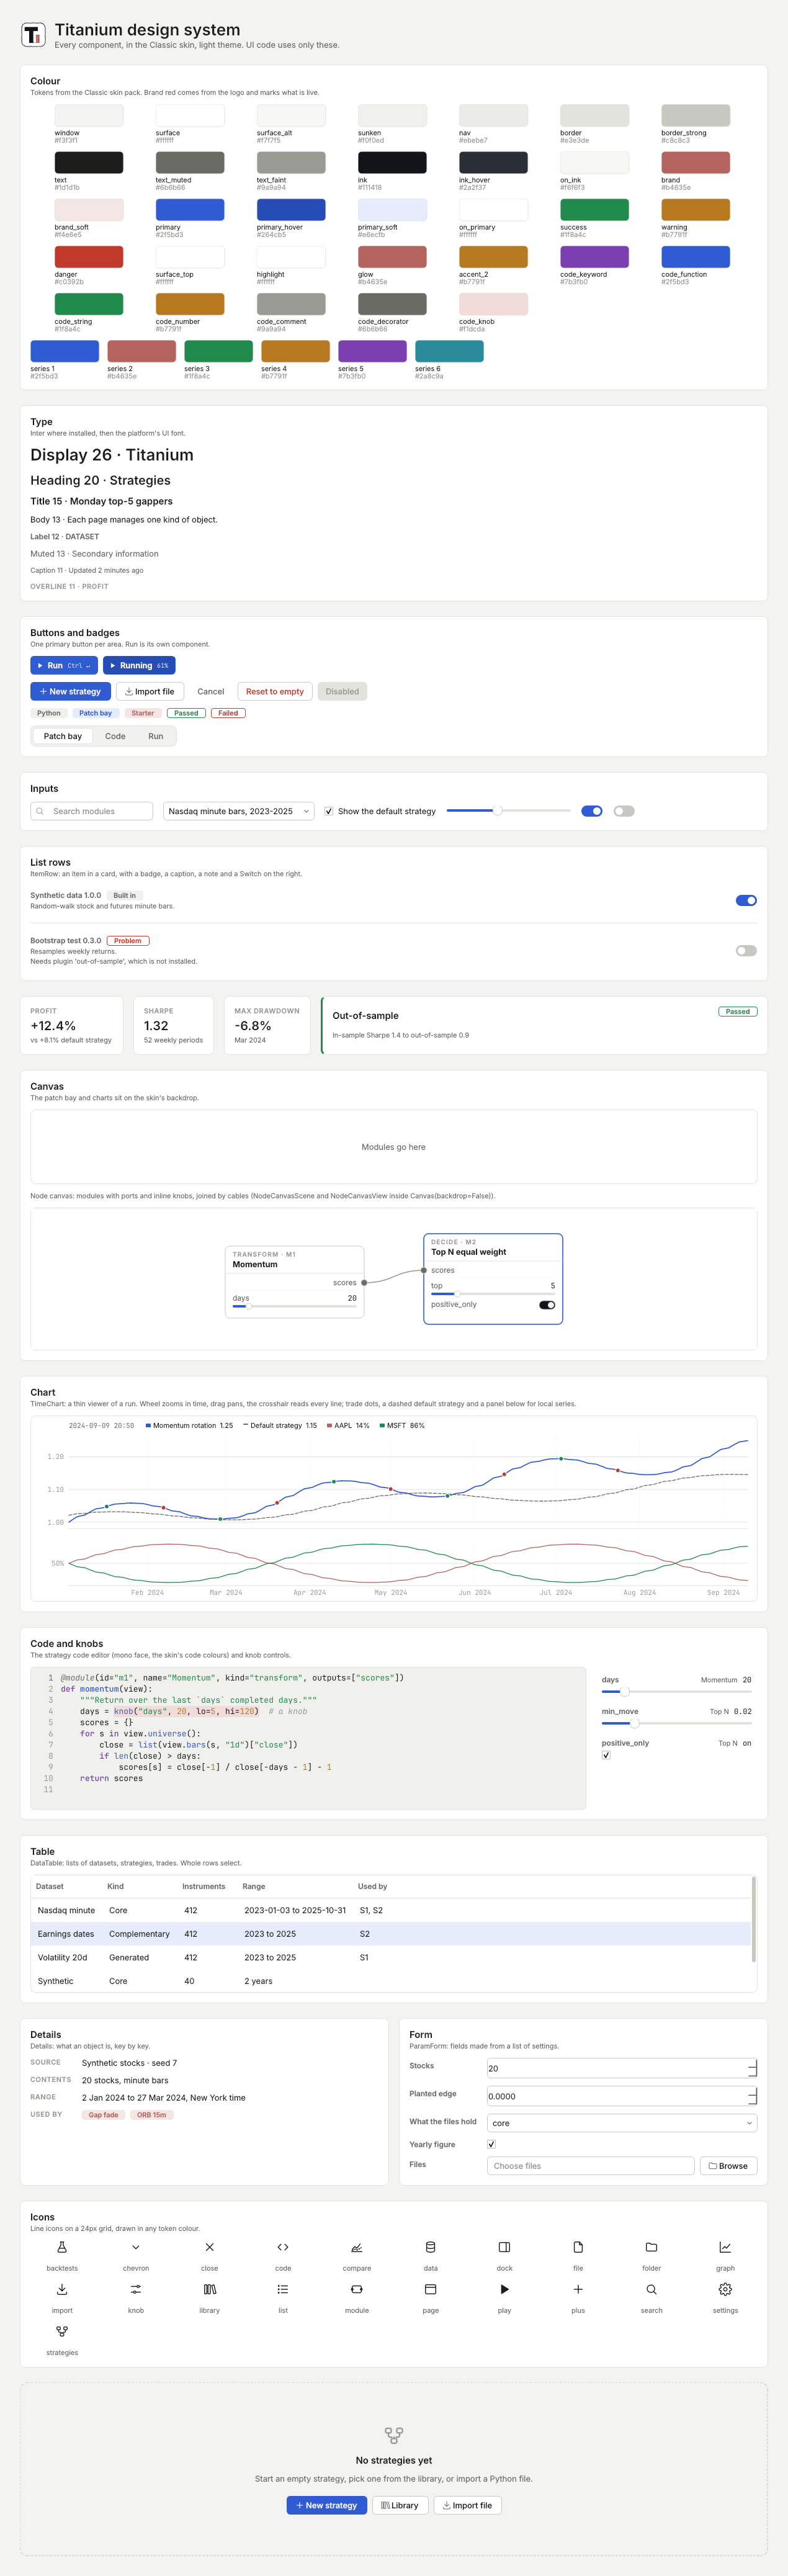 Ti
Titanium design system
Every component, in the Classic skin, light theme. UI code uses only these.
Colour
Tokens from the Classic skin pack. Brand red comes from the logo and marks what is live.
window surface surface_alt sunken nav border border_strong
#f3f3f1 #ffffff #f7f7f5 #f0f0ed #ebebe7 #e3e3de #c8c8c3
text text_muted text_faint ink ink_hover on_ink brand
#1d1d1b #6b6b66 #9a9a94 #111418 #2a2f37 #f6f6f3 #b4635e
brand_soft primary primary_hover primary_soft on_primary success warning
#f4e6e5 #2f5bd3 #264cb5 #e6ecfb #ffffff #1f8a4c #b7791f
danger surface_top highlight glow accent_2 code_keyword code_function
#c0392b #ffffff #ffffff #b4635e #b7791f #7b3fb0 #2f5bd3
code_string code_number code_comment code_decorator code_knob
#1f8a4c #b7791f #9a9a94 #6b6b66 #f1dcda
series 1 series 2 series 3 series 4 series 5 series 6
#2f5bd3 #b4635e #1f8a4c #b7791f #7b3fb0 #2a8c9a
Type
Inter where installed, then the platform's UI font.
Display 26 · Titanium
Heading 20 · Strategies
Title 15 · Monday top-5 gappers
Body 13 · Each page manages one kind of object.
Label 12 · DATASET
Muted 13 · Secondary information
Caption 11 · Updated 2 minutes ago
OVERLINE 11 · PROFIT
Buttons and badges
One primary button per area. Run is its own component.
Run Ctrl ↵ Running 61%
New strategy Import file Cancel Reset to empty Disabled
Python Patch bay Starter Passed Failed
Patch bay Code Run
Inputs
Search modules Nasdaq minute bars, 2023-2025 Show the default strategy
List rows
ItemRow: an item in a card, with a badge, a caption, a note and a Switch on the right.
Synthetic data 1.0.0 Built in
Random-walk stock and futures minute bars.
Bootstrap test 0.3.0 Problem
Resamples weekly returns.
Needs plugin 'out-of-sample', which is not installed.
PROFIT
+12.4%
vs +8.1% default strategy
SHARPE
1.32
52 weekly periods
MAX DRAWDOWN
-6.8%
Mar 2024
Out-of-sample Passed
In-sample Sharpe 1.4 to out-of-sample 0.9
Canvas
The patch bay and charts sit on the skin's backdrop.
Modules go here
Node canvas: modules with ports and inline knobs, joined by cables (NodeCanvasScene and NodeCanvasView inside Canvas(backdrop=False)).
TRANSFORM · M1
Momentum
scores
days 20
DECIDE · M2
Top N equal weight
scores
top 5
positive_only
Chart
TimeChart: a thin viewer of a run. Wheel zooms in time, drag pans, the crosshair reads every line; trade dots, a dashed default strategy and a panel below for local series.
2024-09-09 20:50 Momentum rotation 1.25 Default strategy 1.15 AAPL 14% MSFT 86%
1.20
1.10
1.00
50%
Feb 2024 Mar 2024 Apr 2024 May 2024 Jun 2024 Jul 2024 Aug 2024 Sep 2024
Code and knobs
The strategy code editor (mono face, the skin's code colours) and knob controls.
1 @module(id="m1", name="Momentum", kind="transform", outputs=["scores"])
2 def momentum(view):
3 """Return over the last `days` completed days."""
4 days = knob("days", 20, lo=5, hi=120) # a knob
5 scores = {}
6 for s in view.universe():
7 close = list(view.bars(s, "1d")["close"])
8 if len(close) > days:
9 scores[s] = close[-1] / close[-days - 1] - 1
10 return scores
11
days Momentum 20
min_move Top N 0.02
positive_only Top N on
Table
DataTable: lists of datasets, strategies, trades. Whole rows select.
Dataset Kind Instruments Range Used by
Nasdaq minute Core 412 2023-01-03 to 2025-10-31 S1, S2
Earnings dates Complementary 412 2023 to 2025 S2
Volatility 20d Generated 412 2023 to 2025 S1
Synthetic Core 40 2 years
Details
Details: what an object is, key by key.
SOURCE Synthetic stocks · seed 7
CONTENTS 20 stocks, minute bars
RANGE 2 Jan 2024 to 27 Mar 2024, New York time
USED BY Gap fade ORB 15m
Form
ParamForm: fields made from a list of settings.
Stocks 20
Planted edge 0.0000
What the files hold core
Yearly figure
Files Choose files Browse
Icons
Line icons on a 24px grid, drawn in any token colour.
backtests chevron close code compare data dock file folder graph
import knob library list module page play plus search settings
strategies
No strategies yet
Start an empty strategy, pick one from the library, or import a Python file.
New strategy Library Import file